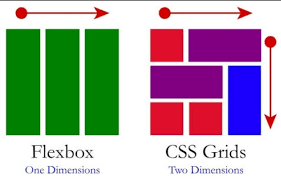 Flexbox
One Dimensions
CSS Grids
Two Dimensions